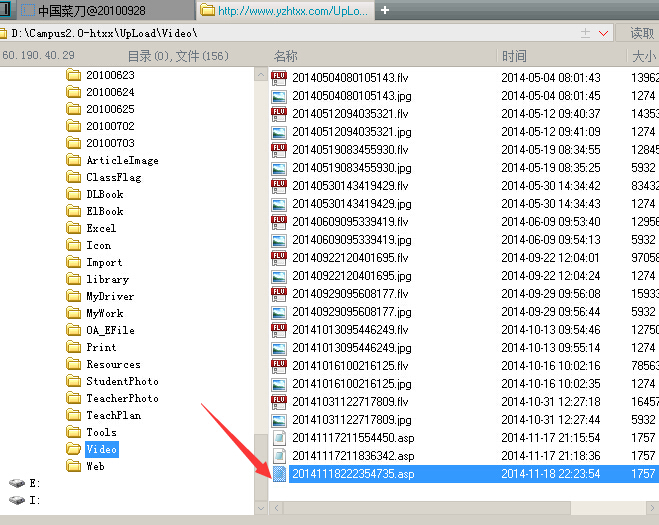 中国菜刀@20100928
http://www.yzhtxx.com/UpLo...
D:\Campus2.0-htxx\UpLoad\Video\
读取
60.190.40.29
目录(0),文件(156)
名称
时间
大小
20100623
20100624
20100625
20100702
20100703
ArticleImage
ClassFlag
DLBook
ElBook
Excel
Icon
Import
library
MyDriver
MyWork
OA_EFile
Print
Resources
StudentPhoto
TeacherPhoto
TeachPlan
Tools
Video
Web
E:
I:
20140504080105143.flv 2014-05-04 08:01:43 13962
20140504080105143.jpg 2014-05-04 08:01:45 1274
20140512094035321.flv 2014-05-12 09:40:37 14353
20140512094035321.jpg 2014-05-12 09:41:09 1274
20140519083455930.flv 2014-05-19 08:34:55 12845
20140519083455930.jpg 2014-05-19 08:35:25 5932
20140530143419429.flv 2014-05-30 14:34:42 83432
20140530143419429.jpg 2014-05-30 14:34:43 1274
20140609095339419.flv 2014-06-09 09:53:40 12956
20140609095339419.jpg 2014-06-09 09:54:13 5932
20140922120401695.flv 2014-09-22 12:04:01 97058
20140922120401695.jpg 2014-09-22 12:04:24 1274
20140929095608177.flv 2014-09-29 09:56:08 15933
20140929095608177.jpg 2014-09-29 09:56:44 5932
20141013095446249.flv 2014-10-13 09:54:46 12750
20141013095446249.jpg 2014-10-13 09:55:14 1274
20141016100216125.flv 2014-10-16 10:02:16 78563
20141016100216125.jpg 2014-10-16 10:02:35 1274
20141031122717809.flv 2014-10-31 12:27:18 16457
20141031122717809.jpg 2014-10-31 12:27:44 5932
20141117211554450.asp 2014-11-17 21:15:54 1757
20141117211836342.asp 2014-11-17 21:18:36 1757
20141118222354735.asp 2014-11-18 22:23:54 1757